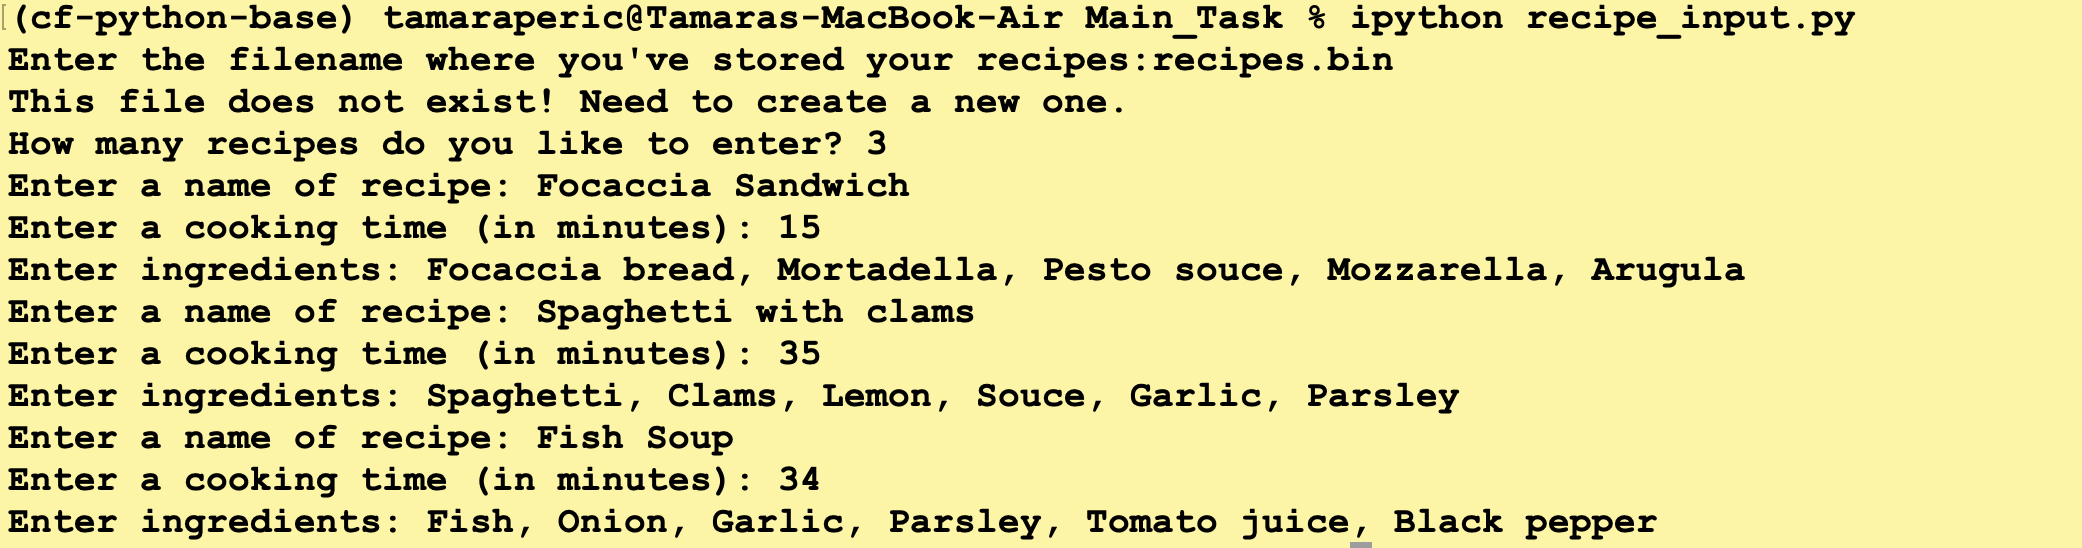 (cf-python-base) tamaraperic@Tamaras-MacBook-Air Main_Task % ipython recipe_input.py
Enter the filename where you've stored your recipes:recipes.bin
This file does not exist! Need to create a new one.
How many recipes do you like to enter? 3
Enter a name of recipe: Focaccia Sandwich
Enter a cooking time (in minutes): 15
Enter ingredients: Focaccia bread, Mortadella, Pesto souce, Mozzarella, Arugula
Enter a name of recipe: Spaghetti with clams
Enter a cooking time (in minutes): 35
Enter ingredients: Spaghetti, Clams, Lemon, Souce, Garlic, Parsley
Enter a name of recipe: Fish Soup
Enter a cooking time (in minutes): 34
Enter ingredients: Fish, Onion, Garlic, Parsley, Tomato juice, Black pepper